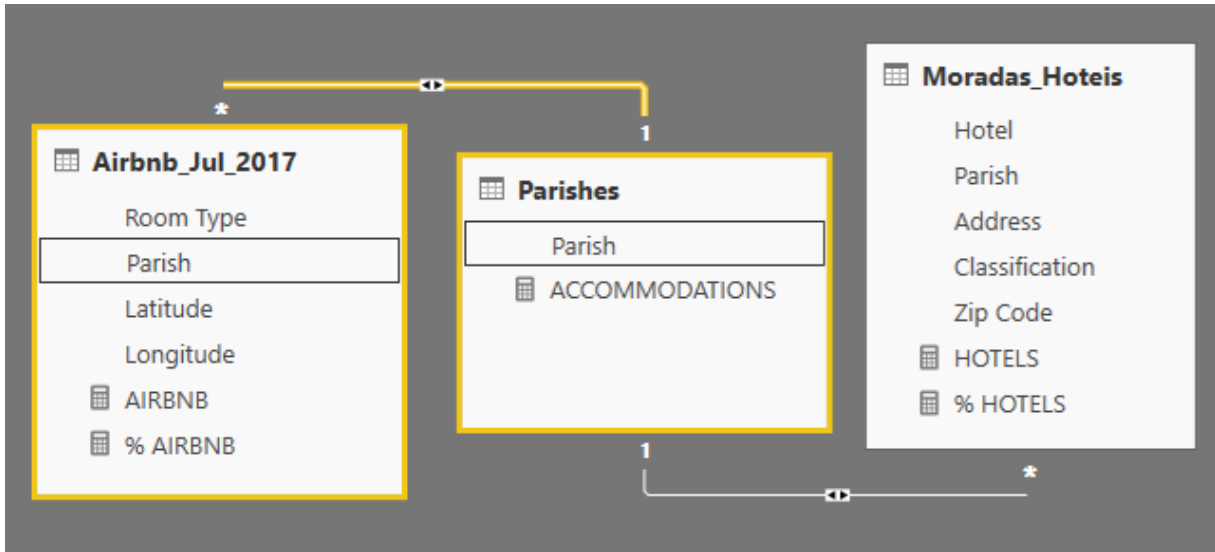 *
1
Airbnb_Jul_2017
Room Type
Parish
Latitude
Longitude
AIRBNB
% AIRBNB
Parishes
Parish
ACCOMMODATIONS
1
*
Moradas_Hoteis
Hotel
Parish
Address
Classification
Zip Code
HOTELS
% HOTELS